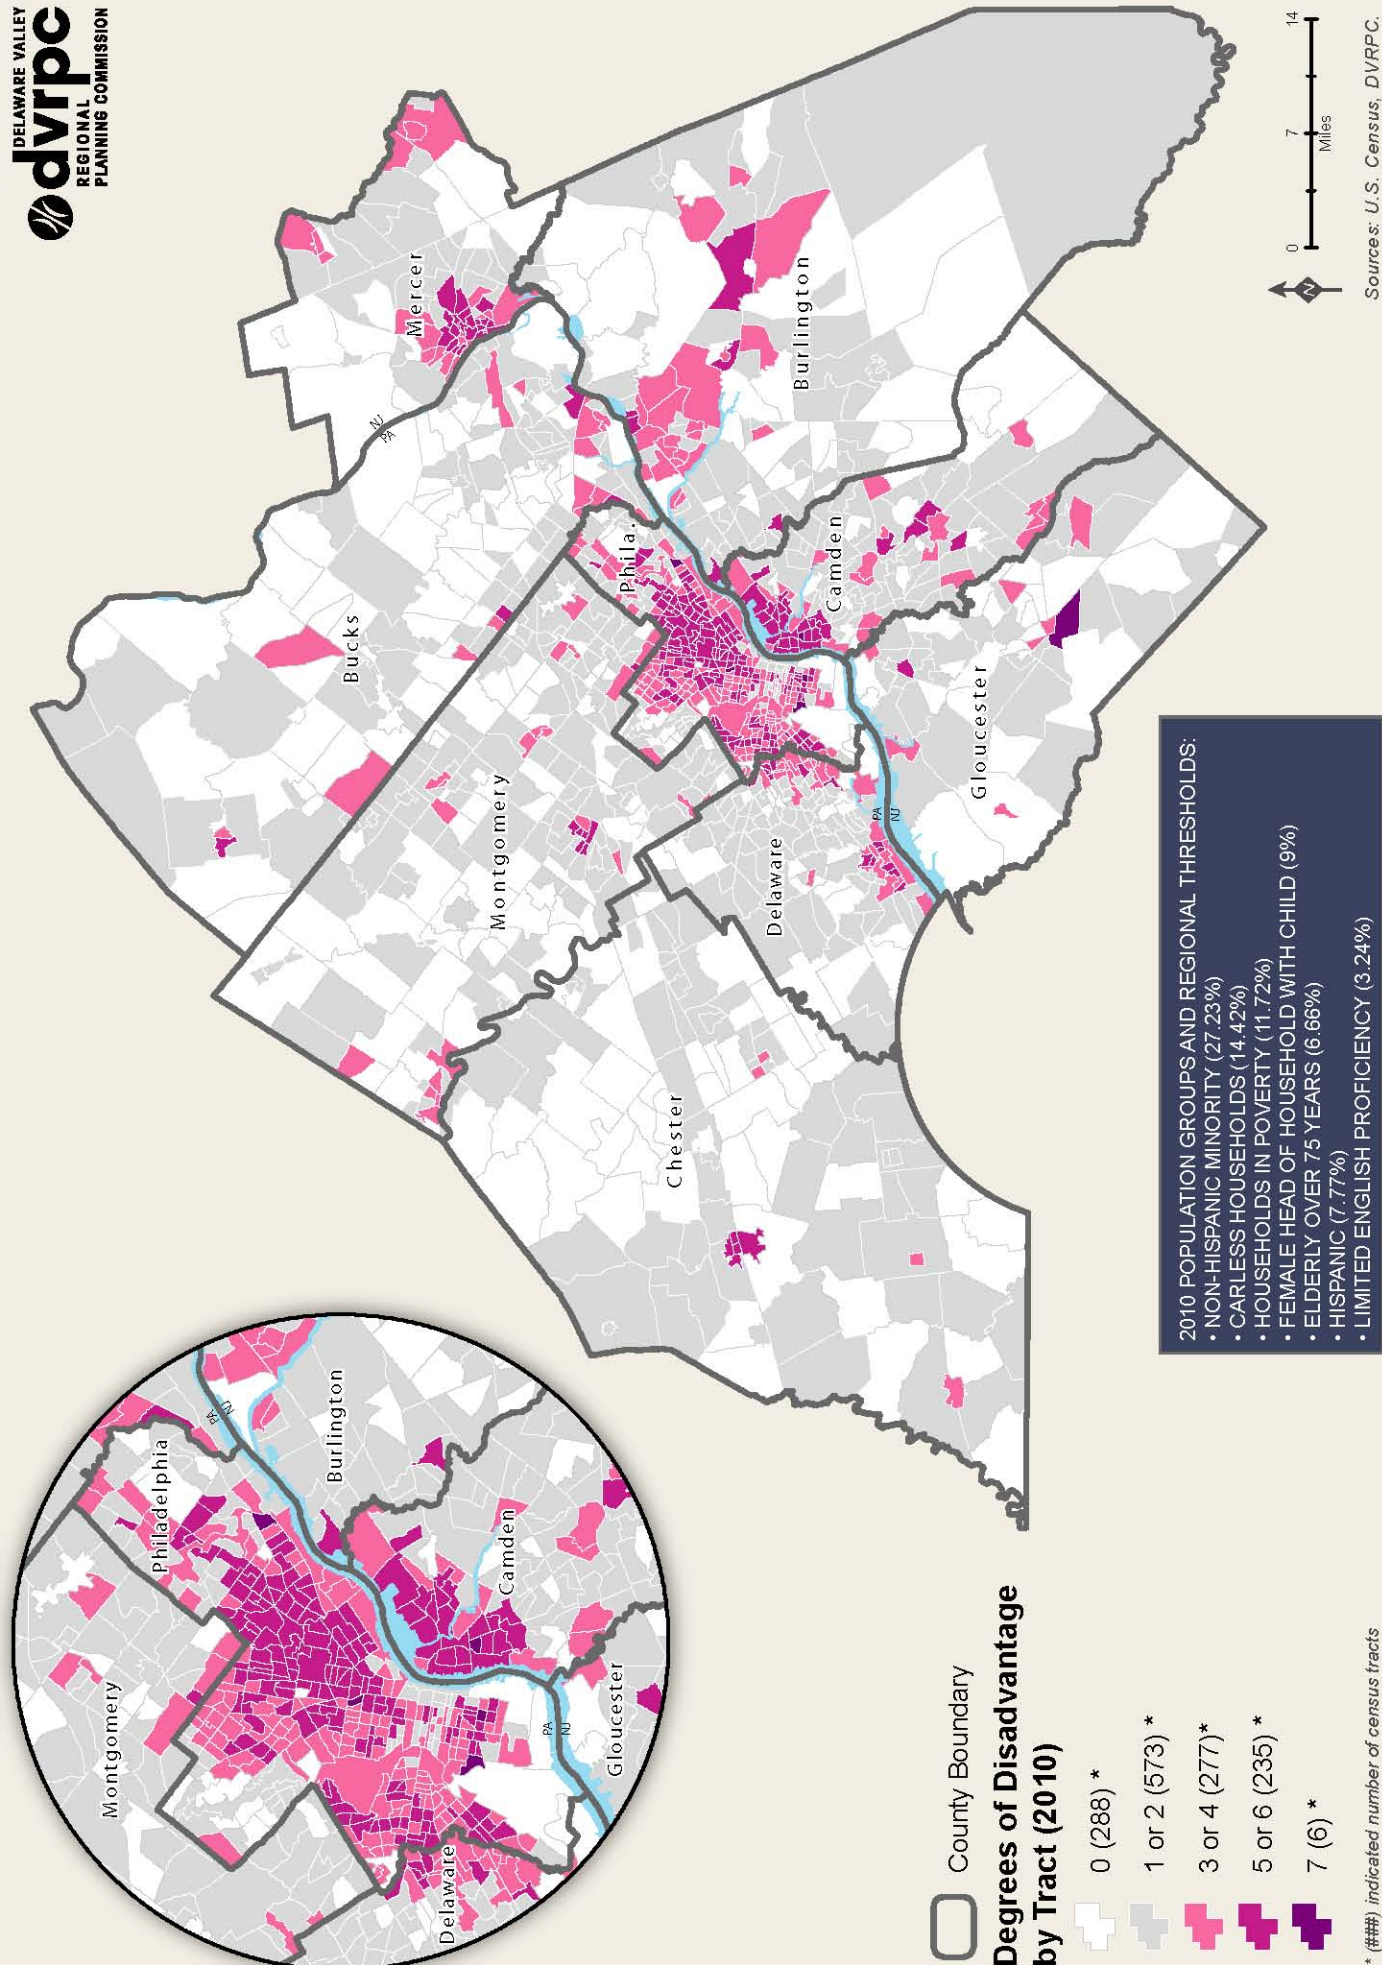 DELAWARE VALLEY
dvrpc
REGIONAL
PLANNING COMMISSION
Montgomery
Philadelphia
PA
NJ
Burlington
Camden
Delaware
PA
NJ
Gloucester
Bucks
Mercer
NJ
PA
Montgomery
Phila.
Burlington
Chester
Delaware
Camden
PA
NJ
Gloucester
County Boundary
Degrees of Disadvantage
by Tract (2010)
0 (288) *
1 or 2 (573) *
3 or 4 (277)*
5 or 6 (235) *
7 (6) *
* (###) indicated number of census tracts
2010 POPULATION GROUPS AND REGIONAL THRESHOLDS:
• NON-HISPANIC MINORITY (27.23%)
• CARLESS HOUSEHOLDS (14.42%)
• HOUSEHOLDS IN POVERTY (11.72%)
• FEMALE HEAD OF HOUSEHOLD WITH CHILD (9%)
• ELDERLY OVER 75 YEARS (6.66%)
• HISPANIC (7.77%)
• LIMITED ENGLISH PROFICIENCY (3.24%)
N
0 7 14
Miles
Sources: U.S. Census, DVRPC.